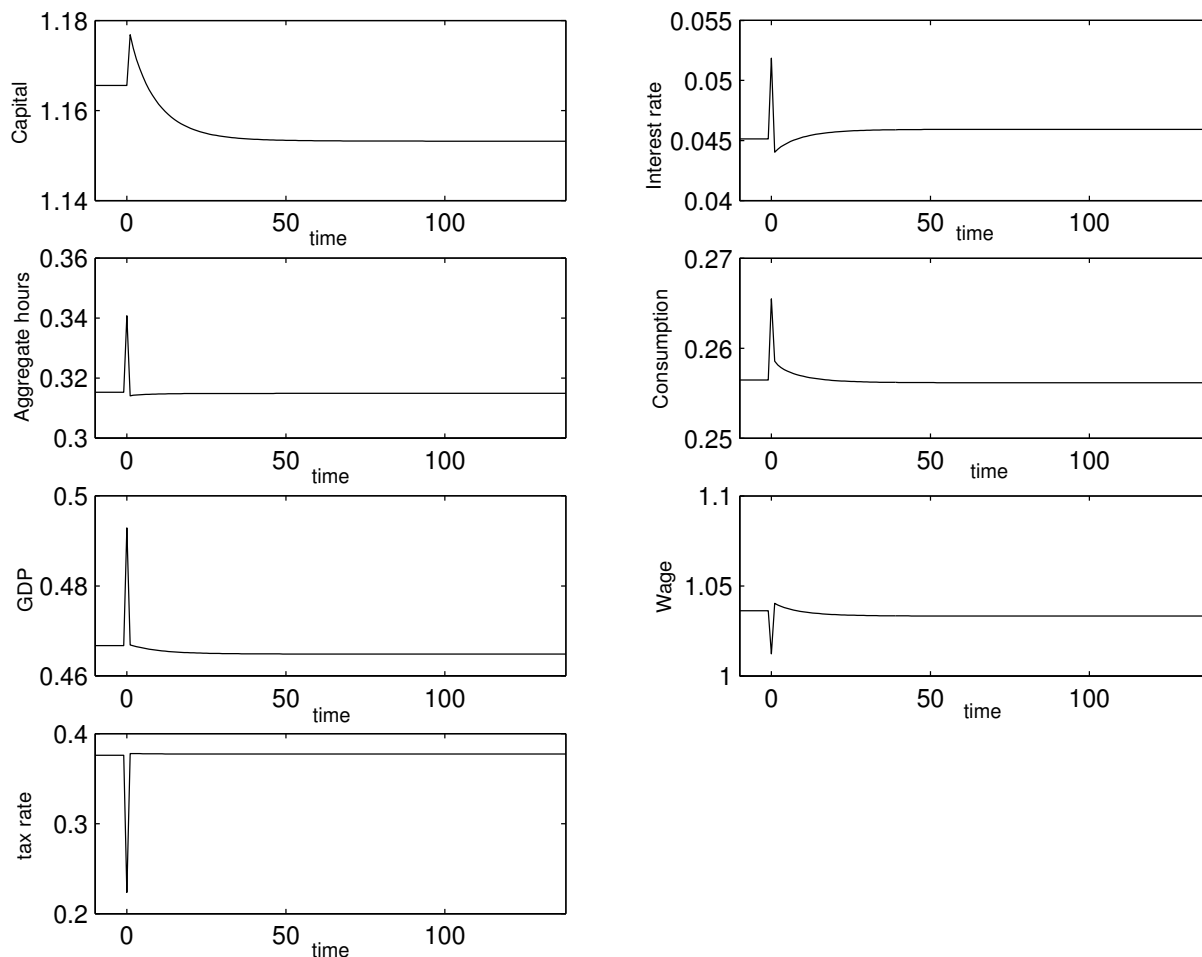 1.18
1.16
1.14
Capital
0 50 100
time
0.055
0.05
0.045
0.04
Interest rate
0 50 100
time
0.36
0.34
0.32
0.3
Aggregate hours
0 50 100
time
0.27
0.26
0.25
Consumption
0 50 100
time
0.5
0.48
0.46
GDP
0 50 100
time
1.1
1.05
1
Wage
0 50 100
time
0.4
0.3
0.2
tax rate
0 50 100
time